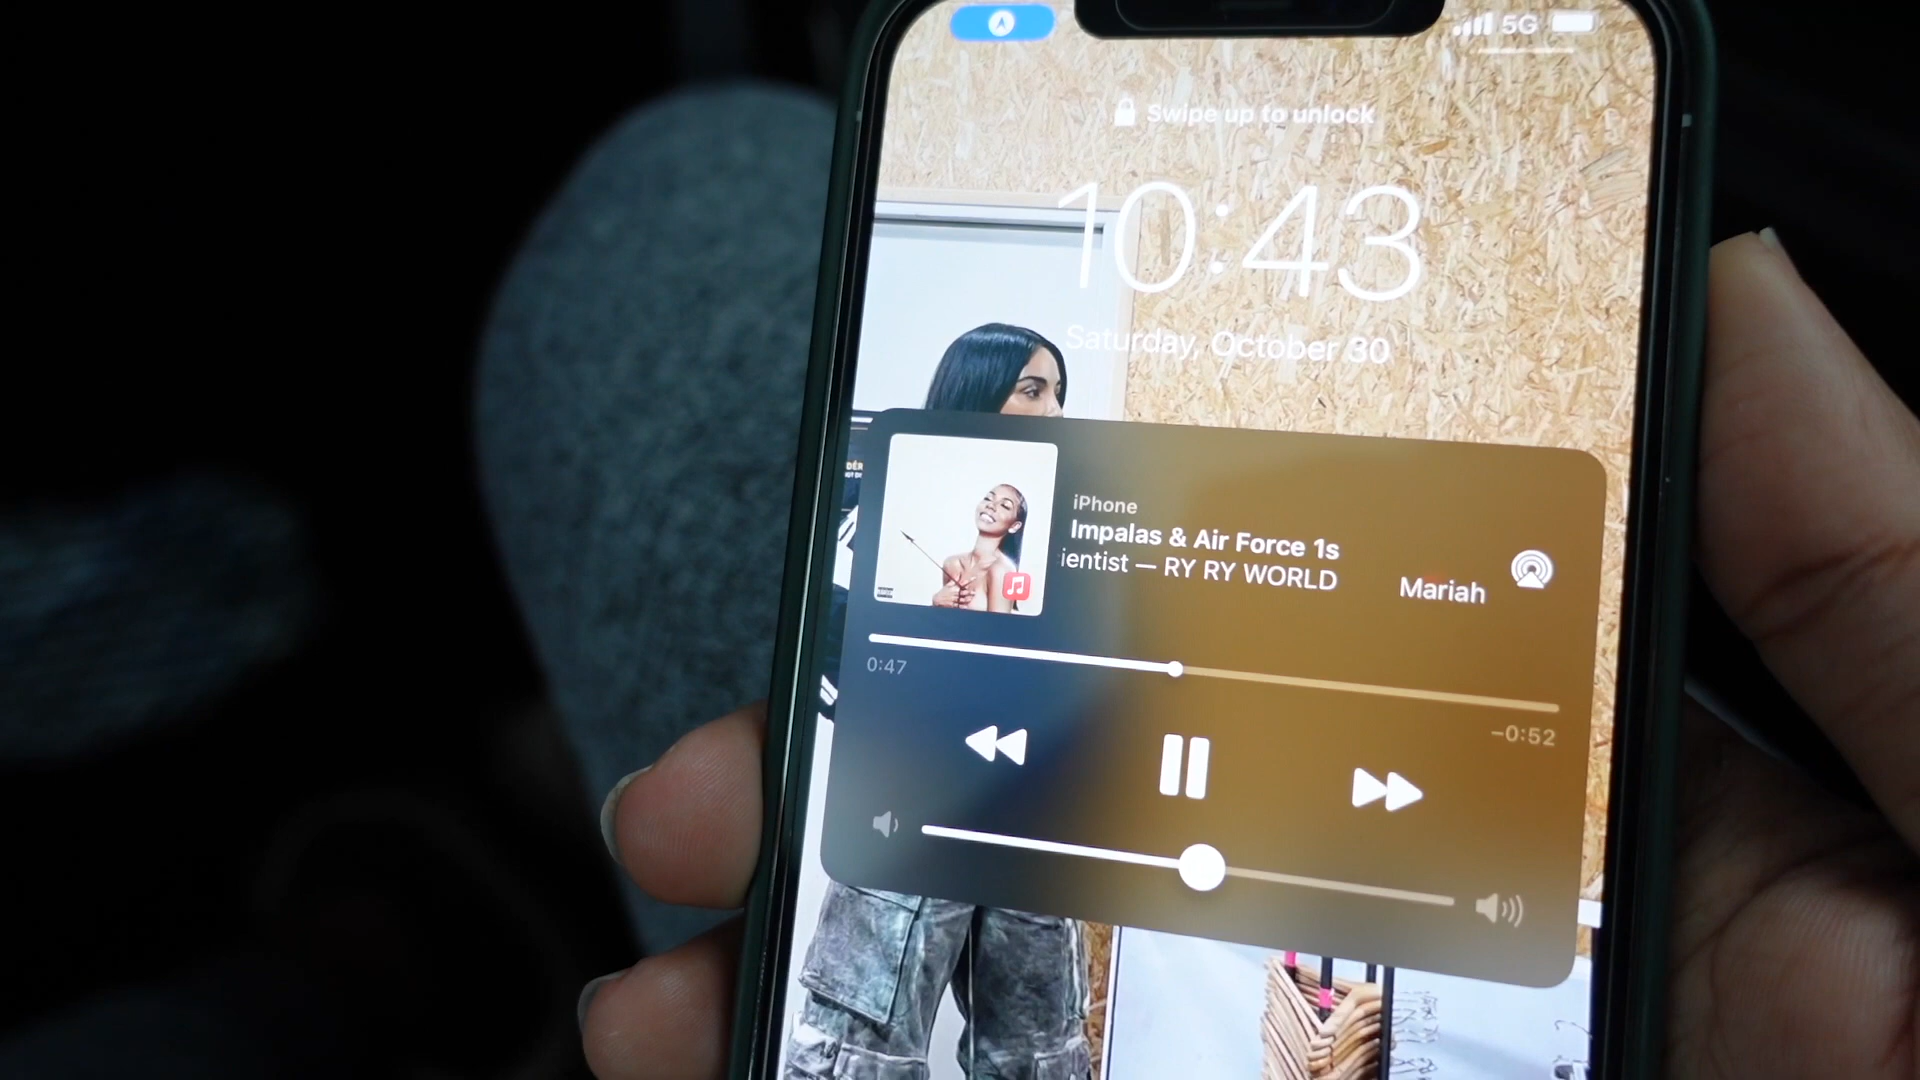 5G
Swipe up to unlock
10:43
Saturday, October 30
iPhone
Impalas & Air Force 1s
ientist — RY RY WORLD
Mariah
0:47
-0:52